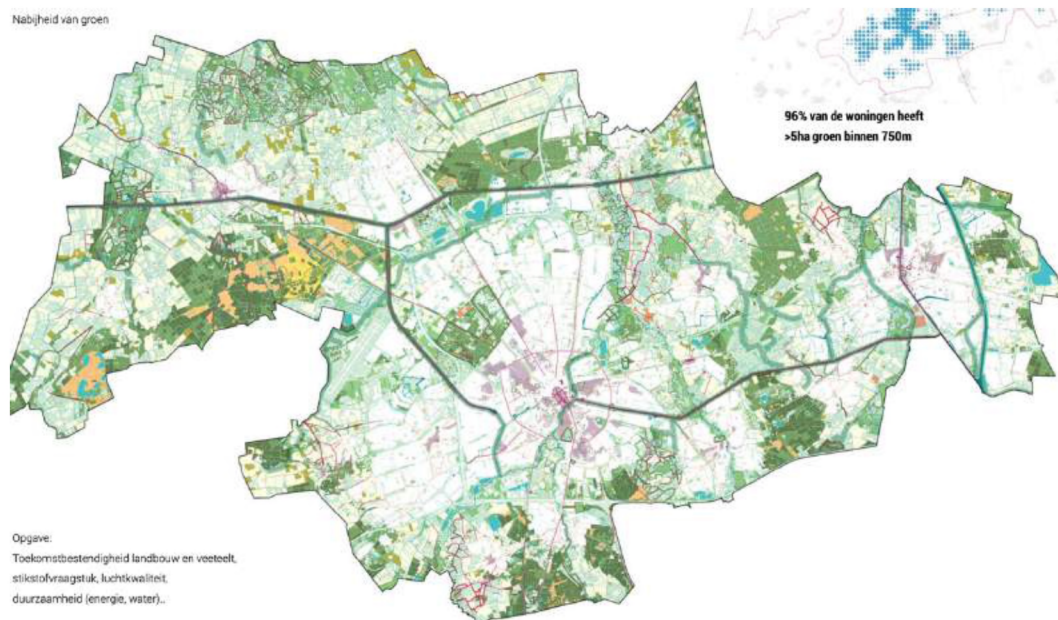 Nabijheid van groen
96% van de woningen heeft
>5ha groen binnen 750m
Opgave:
Toekomstbestendigheid landbouw en veeteelt,
stikstofvraagstuk, luchtkwaliteit,
duurzaamheid (energie, water)..